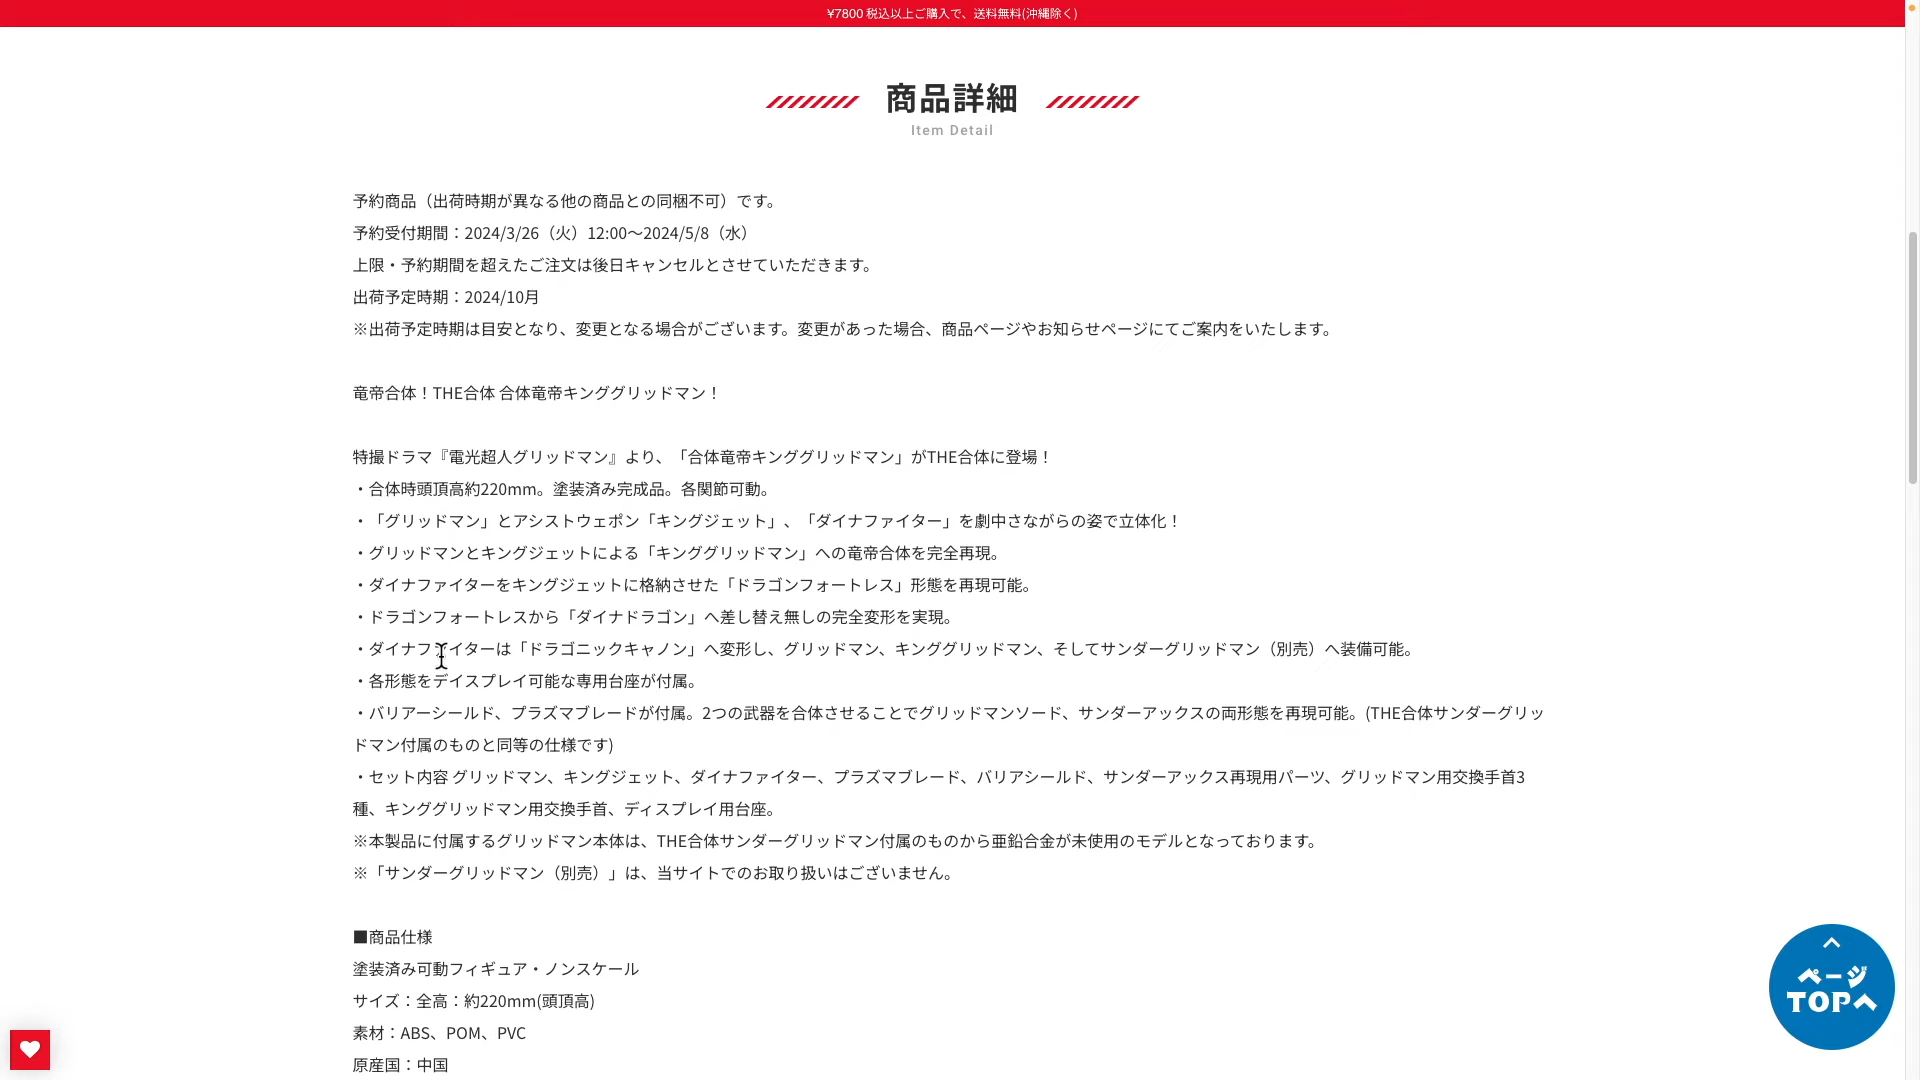 ¥7800 税込以上ご購入で、送料無料(沖縄除く)
商品詳細
Item Detail
予約商品（出荷時期が異なる他の商品との同梱不可）です。
予約受付期間：2024/3/26（火）12:00〜2024/5/8（水）
上限・予約期間を超えたご注文は後日キャンセルとさせていただきます。
出荷予定時期：2024/10月
※出荷予定時期は目安となり、変更となる場合がございます。変更があった場合、商品ページやお知らせページにてご案内をいたします。
竜帝合体！THE合体 合体竜帝キンググリッドマン！
特撮ドラマ『電光超人グリッドマン』より、「合体竜帝キンググリッドマン」がTHE合体に登場！
・合体時頭頂高約220mm。塗装済み完成品。各関節可動。
・「グリッドマン」とアシストウェポン「キングジェット」、「ダイナファイター」を劇中さながらの姿で立体化！
・グリッドマンとキングジェットによる「キンググリッドマン」への竜帝合体を完全再現。
・ダイナファイターをキングジェットに格納させた「ドラゴンフォートレス」形態を再現可能。
・ドラゴンフォートレスから「ダイナドラゴン」へ差し替え無しの完全変形を実現。
・ダイナファイターは「ドラゴニックキャノン」へ変形し、グリッドマン、キンググリッドマン、そしてサンダーグリッドマン（別売）へ装備可能。
・各形態をデイスプレイ可能な専用台座が付属。
・バリアーシールド、プラズマブレードが付属。2つの武器を合体させることでグリッドマンソード、サンダーアックスの両形態を再現可能。(THE合体サンダーグリッ
ドマン付属のものと同等の仕様です)
・セット内容 グリッドマン、キングジェット、ダイナファイター、プラズマブレード、バリアシールド、サンダーアックス再現用パーツ、グリッドマン用交換手首3
種、キンググリッドマン用交換手首、ディスプレイ用台座。
※本製品に付属するグリッドマン本体は、THE合体サンダーグリッドマン付属のものから亜鉛合金が未使用のモデルとなっております。
※「サンダーグリッドマン（別売）」は、当サイトでのお取り扱いはございません。
■商品仕様
塗装済み可動フィギュア・ノンスケール
サイズ：全高：約220mm(頭頂高)
素材：ABS、POM、PVC
原産国：中国
ページ
TOPへ